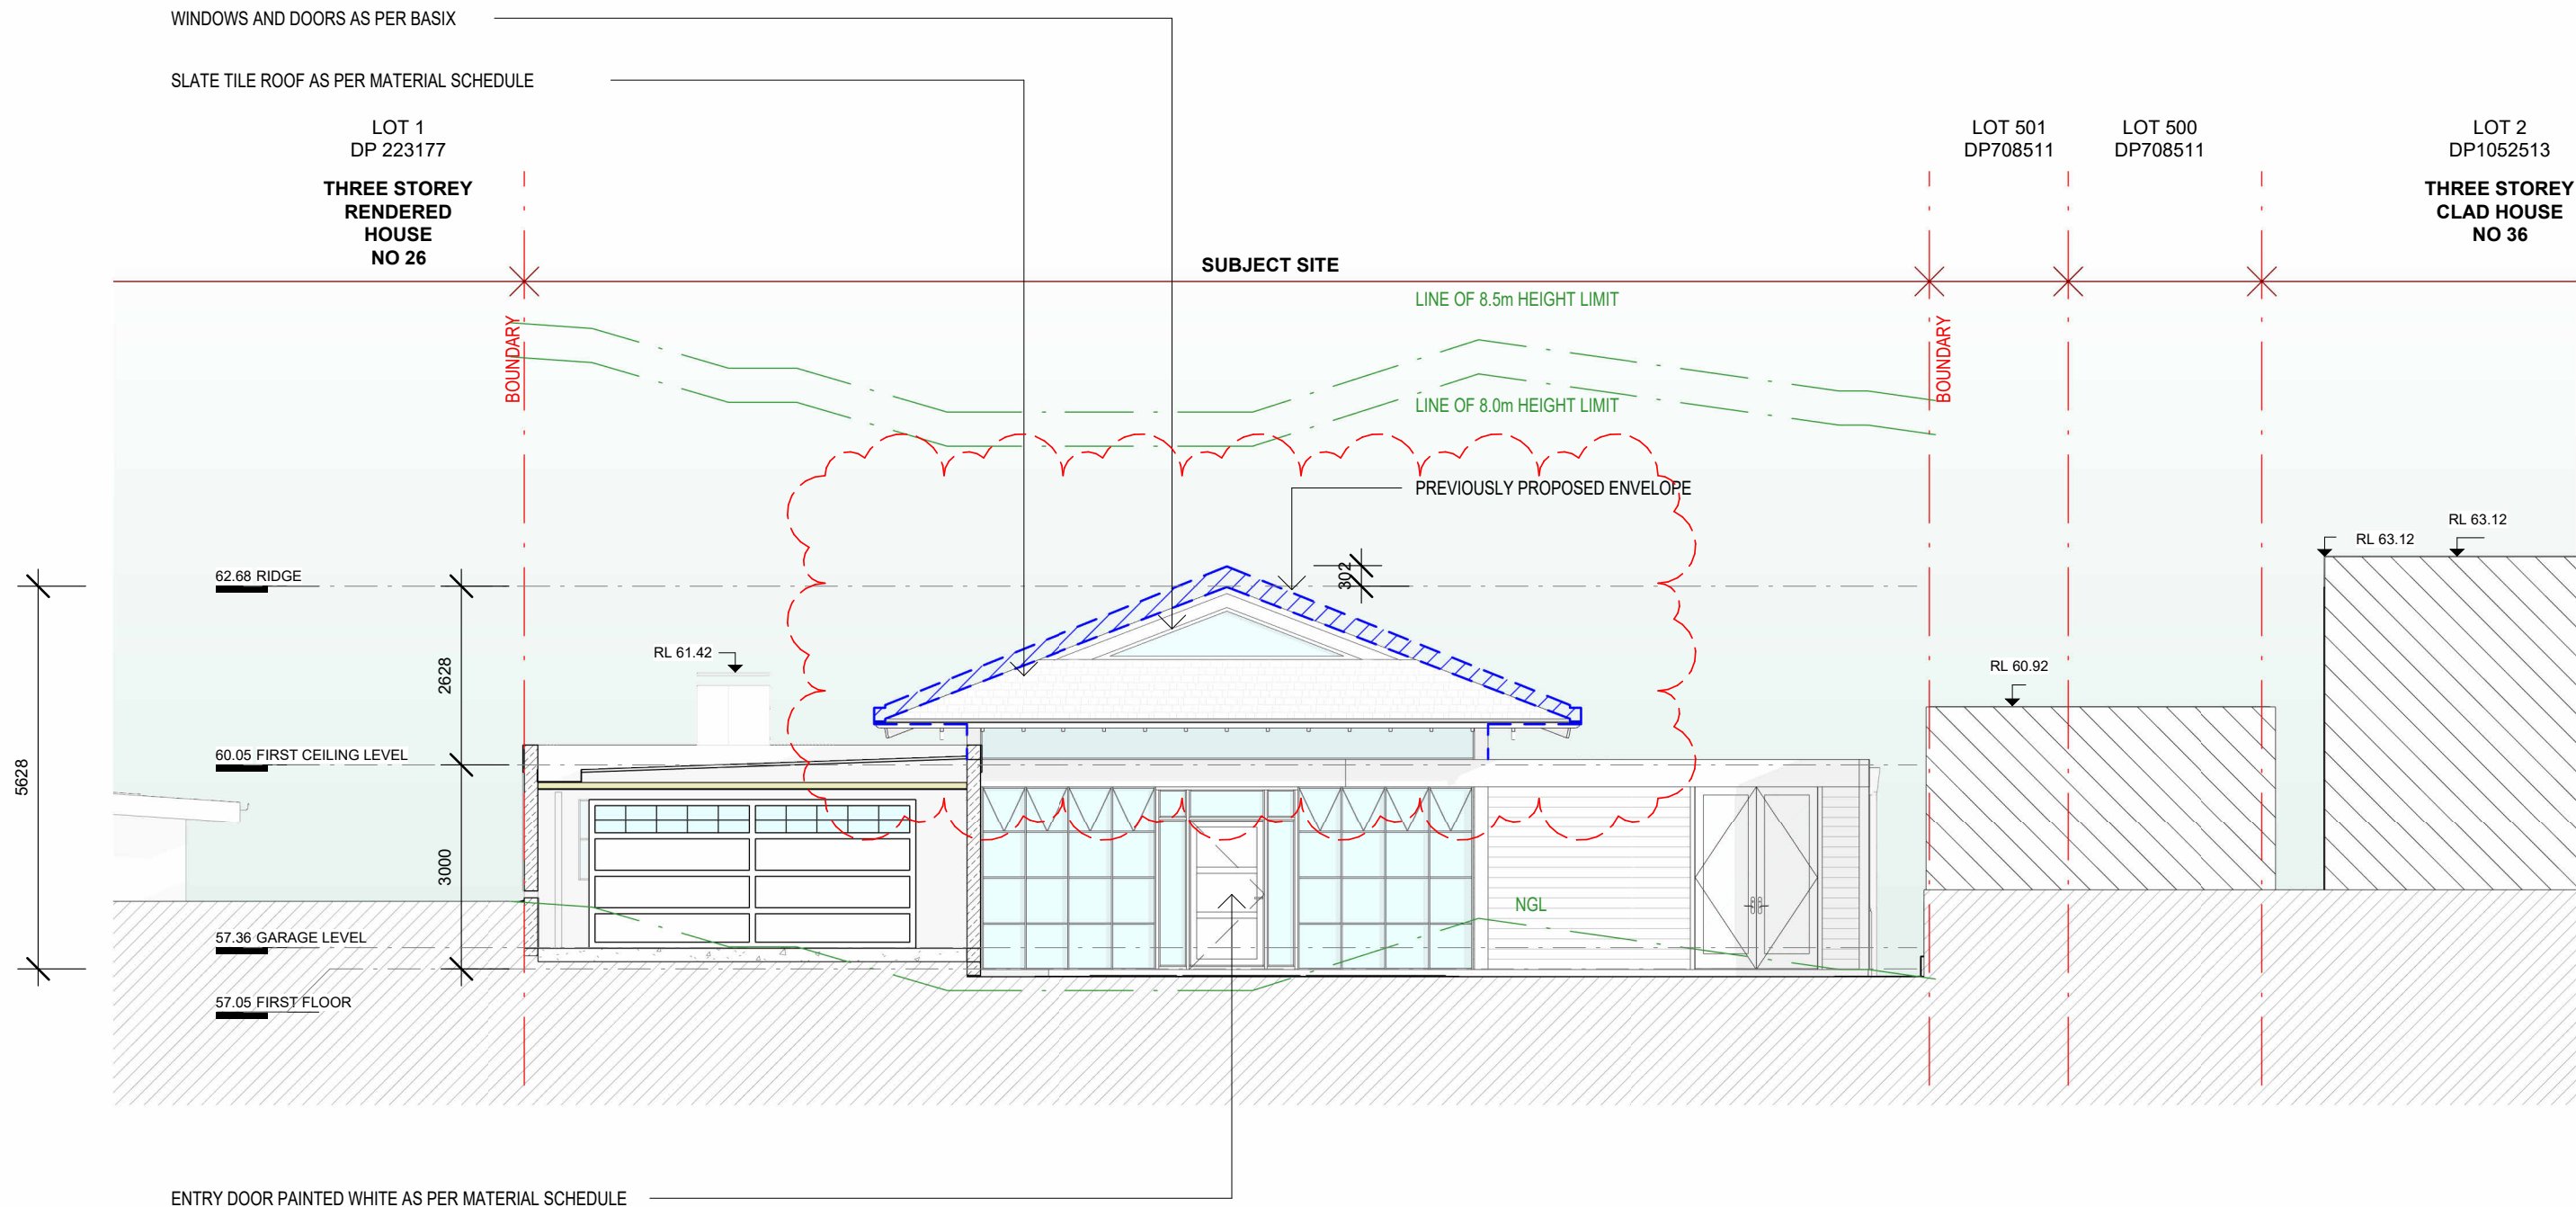 WINDOWS AND DOORS AS PER BASIX
SLATE TILE ROOF AS PER MATERIAL SCHEDULE
LOT 1
DP 223177
THREE STOREY
RENDERED
HOUSE
NO 26
LOT 501
DP708511
LOT 500
DP708511
LOT 2
DP1052513
THREE STOREY
CLAD HOUSE
NO 36
SUBJECT SITE
LINE OF 8.5m HEIGHT LIMIT
BOUNDARY
BOUNDARY
LINE OF 8.0m HEIGHT LIMIT
PREVIOUSLY PROPOSED ENVELOPE
RL 63.12
RL 63.12
302
62.68 RIDGE
RL 61.42
2628
RL 60.92
60.05 FIRST CEILING LEVEL
5628
3000
NGL
57.36 GARAGE LEVEL
57.05 FIRST FLOOR
ENTRY DOOR PAINTED WHITE AS PER MATERIAL SCHEDULE